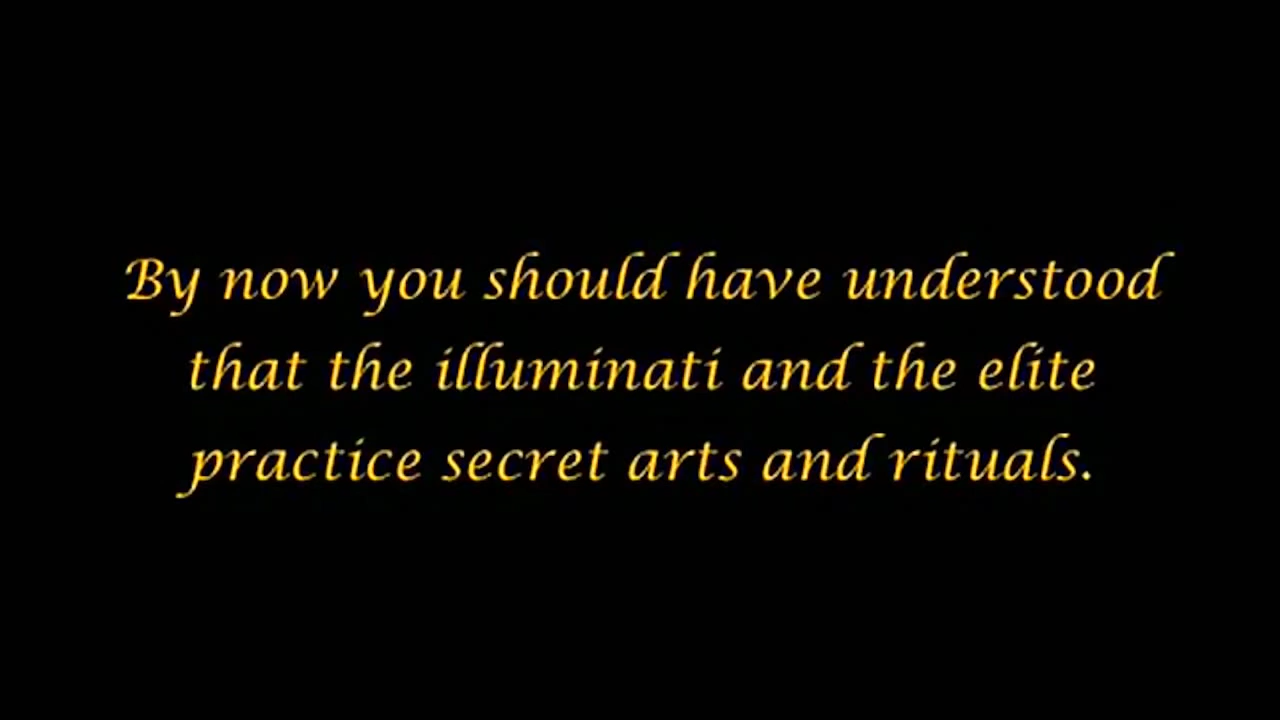 By now you should have understood
that the illuminati and the elite
practice secret arts and rituals.